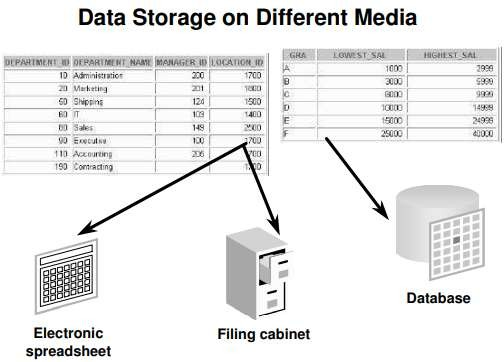 Data Storage on Different Media
DEPARTMENT_ID DEPARTMENT_NAME MANAGER_ID LOCATION_ID
10 Administration 200 1700
20 Marketing 201 1800
50 Shipping 124 1500
60 IT 103 1400
80 Sales 149 2500
90 Executive 100 1700
110 Accounting 205 1700
190 Contracting 1700
GRA LOWEST_SAL HIGHEST_SAL
A 1000 2999
B 3000 5999
C 6000 9999
D 10000 14999
E 15000 24999
F 25000 40000
Electronic
spreadsheet
Filing cabinet
Database